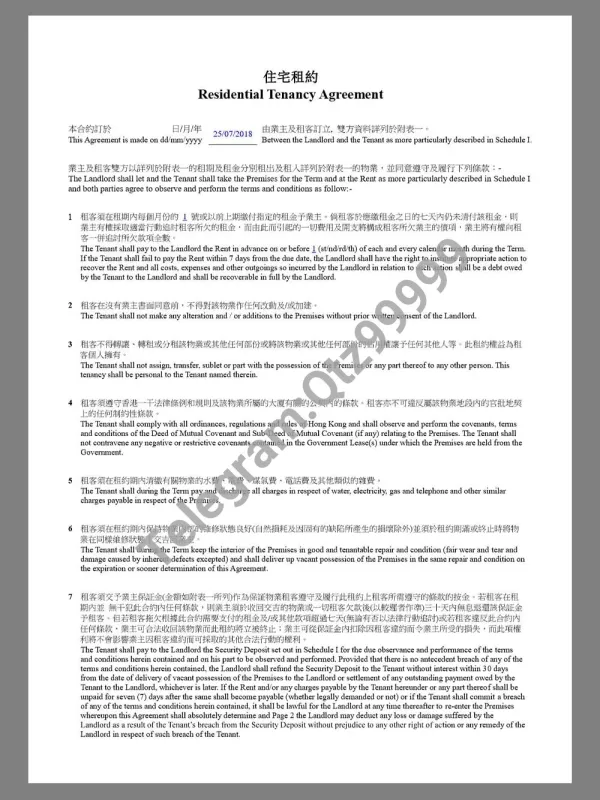 住宅租約
Residential Tenancy Agreement
本合約訂於 日/月/年 25/07/2018 由業主及租客訂立, 雙方資料詳列於附表一。
This Agreement is made on dd/mm/yyyy Between the Landlord and the Tenant as more particularly described in Schedule I.
業主及租客雙方以詳列於附表一的租期及租金分別租出及租入詳列於附表一的物業，並同意遵守及履行下列條款：-
The Landlord shall let and the Tenant shall take the Premises for the Term and at the Rent as more particularly described in Schedule I
and both parties agree to observe and perform the terms and conditions as follow:-
1 租客須在租期內每個月份的 1 號或以前上期繳付指定的租金予業主。倘租客於應繳租金之日的七天內仍未清付該租金，則
業主有權採取適當行動追討租客所欠的租金，而由此而引起的一切費用及開支將構成租客所欠業主的債項，業主將有權向租
客一併追討所欠款項全數。
The Tenant shall pay to the Landlord the Rent in advance on or before 1 (st/nd/rd/th) of each and every calendar month during the Term.
If the Tenant shall fail to pay the Rent within 7 days from the due date, the Landlord shall have the right to institute appropriate action to
recover the Rent and all costs, expenses and other outgoings so incurred by the Landlord in relation to such action shall be a debt owed
by the Tenant to the Landlord and shall be recoverable in full by the Landlord.
2 租客在沒有業主書面同意前，不得對該物業作任何改動及/或加建。
The Tenant shall not make any alteration and / or additions to the Premises without prior written consent of the Landlord.
3 租客不得轉讓、轉租或分租該物業或其他任何部份或將該物業或其他任何部份的佔用權讓予任何其他人等。此租約權益為租
客個人擁有。
The Tenant shall not assign, transfer, sublet or part with the possession of the Premises or any part thereof to any other person. This
tenancy shall be personal to the Tenant named therein.
4 租客須遵守香港一干法律條例和規則及該物業所屬的大廈有關的公契內的條款。租客亦不可違反屬該物業地段內的官批地契
上的任何制約性條款。
The Tenant shall comply with all ordinances, regulations and rules of Hong Kong and shall observe and perform the covenants, terms
and conditions of the Deed of Mutual Covenant and Sub-Deed of Mutual Covenant (if any) relating to the Premises. The Tenant shall
not contravene any negative or restrictive covenants contained in the Government Lease(s) under which the Premises are held from the
Government.
5 租客須在租約期內清繳有關物業的水費、電費、煤氣費、電話費及其他類似的雜費。
The Tenant shall during the Term pay and discharge all charges in respect of water, electricity, gas and telephone and other similar
charges payable in respect of the Premises.
6 租客須在租約期內保持物業內部的維修狀態良好(自然損耗及因固有的缺陷所產生的損壞除外)並須於租約期滿或終止時將物
業在同樣維修狀態下交吉回業主。
The Tenant shall during the Term keep the interior of the Premises in good and tenantable repair and condition (fair wear and tear and
damage caused by inherent defects excepted) and shall deliver up vacant possession of the Premises in the same repair and condition on
the expiration or sooner determination of this Agreement.
7 租客須交予業主保証金(金額如附表一所列)作為保証物業租客遵守及履行此租約上租客所需遵守的條款的按金。若租客在租
期內並 無干犯此合約內任何條款，則業主須於收回交吉的物業或一切租客欠款後(以較遲者作準)三十天內無息退還該保証金
予租客。但若租客拖欠根據此合約需要支付的租金及/或其他款項超過七天(無論有否以法律行動追討)或若租客違反此合約內
任何條款，業主可合法收回該物業而此租約將立被終止；業主可從保証金內扣除因租客違約而令業主所受的損失，而此項權
利將不會影響業主因租客違約而可採取的其他合法行動的權利。
The Tenant shall pay to the Landlord the Security Deposit set out in Schedule I for the due observance and performance of the terms
and conditions herein contained and on his part to be observed and performed. Provided that there is no antecedent breach of any of the
terms and conditions herein contained, the Landlord shall refund the Security Deposit to the Tenant without interest within 30 days
from the date of delivery of vacant possession of the Premises to the Landlord or settlement of any outstanding payment owed by the
Tenant to the Landlord, whichever is later. If the Rent and/or any charges payable by the Tenant hereunder or any part thereof shall be
unpaid for seven (7) days after the same shall become payable (whether legally demanded or not) or if the Tenant shall commit a breach
of any of the terms and conditions herein contained, it shall be lawful for the Landlord at any time thereafter to re-enter the Premises
whereupon this Agreement shall absolutely determine and Page 2 the Landlord may deduct any loss or damage suffered by the
Landlord as a result of the Tenant's breach from the Security Deposit without prejudice to any other right of action or any remedy of the
Landlord in respect of such breach of the Tenant.
Telegram:Qtz99999